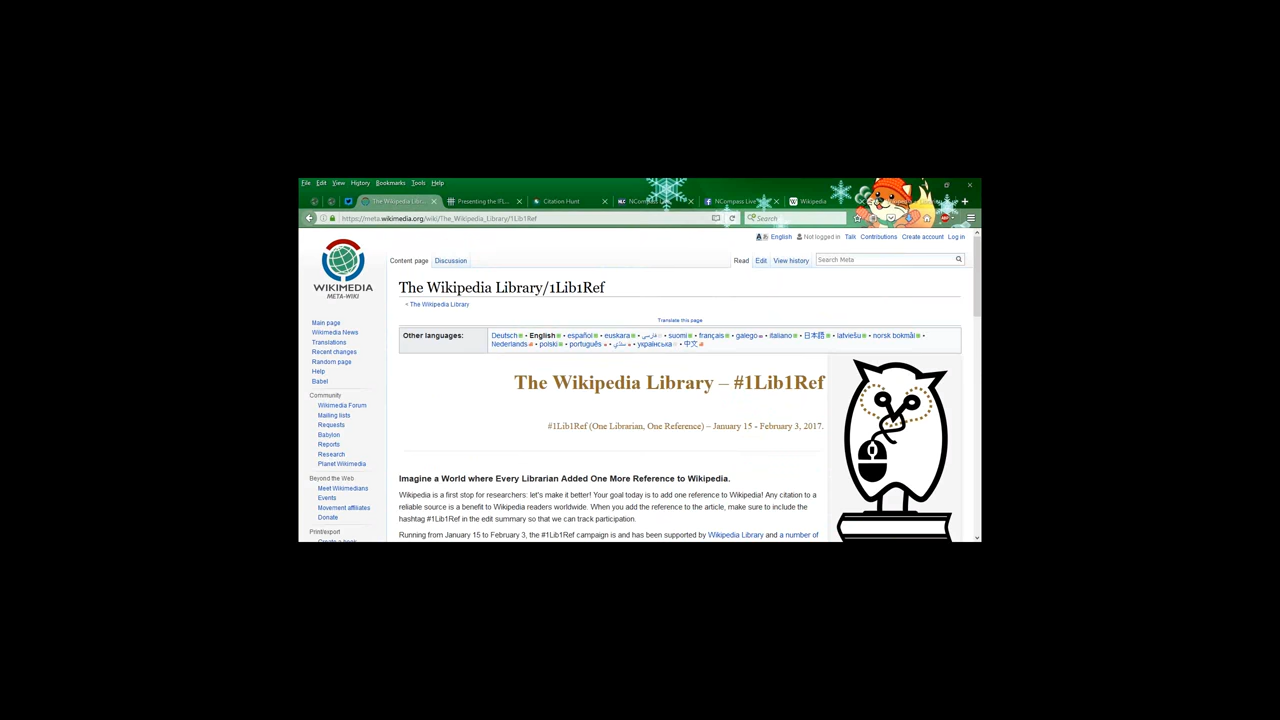 File Edit View History Bookmarks Tools Help
The Wikipedia Libr... Presenting the IFL... Citation Hunt NCompass Live Wikipedia
https://meta.wikimedia.org/wiki/The_Wikipedia_Library/1Lib1Ref Search
English Not logged in Talk Contributions Create account Log in
Content page Discussion Read Edit View history Search Meta
WIKIMEDIA
META-WIKI
The Wikipedia Library/1Lib1Ref
< The Wikipedia Library
Translate this page
Other languages: Deutsch • English • español • euskara • فارسی • suomi • français • galego • italiano • 日本語 • latviešu • norsk bokmål •
Nederlands • polski • português • سنڌي • українська • 中文
Main page
Wikimedia News
Translations
Recent changes
Random page
Help
Babel
Community
Wikimedia Forum
Mailing lists
Requests
Babylon
Reports
Research
Planet Wikimedia
Beyond the Web
Meet Wikimedians
Events
Movement affiliates
Donate
Print/export
Create a book
The Wikipedia Library – #1Lib1Ref
#1Lib1Ref (One Librarian, One Reference) – January 15 - February 3, 2017.
Imagine a World where Every Librarian Added One More Reference to Wikipedia.
Wikipedia is a first stop for researchers: let's make it better! Your goal today is to add one reference to Wikipedia! Any citation to a
reliable source is a benefit to Wikipedia readers worldwide. When you add the reference to the article, make sure to include the
hashtag #1Lib1Ref in the edit summary so that we can track participation.
Running from January 15 to February 3, the #1Lib1Ref campaign is and has been supported by Wikipedia Library and a number of